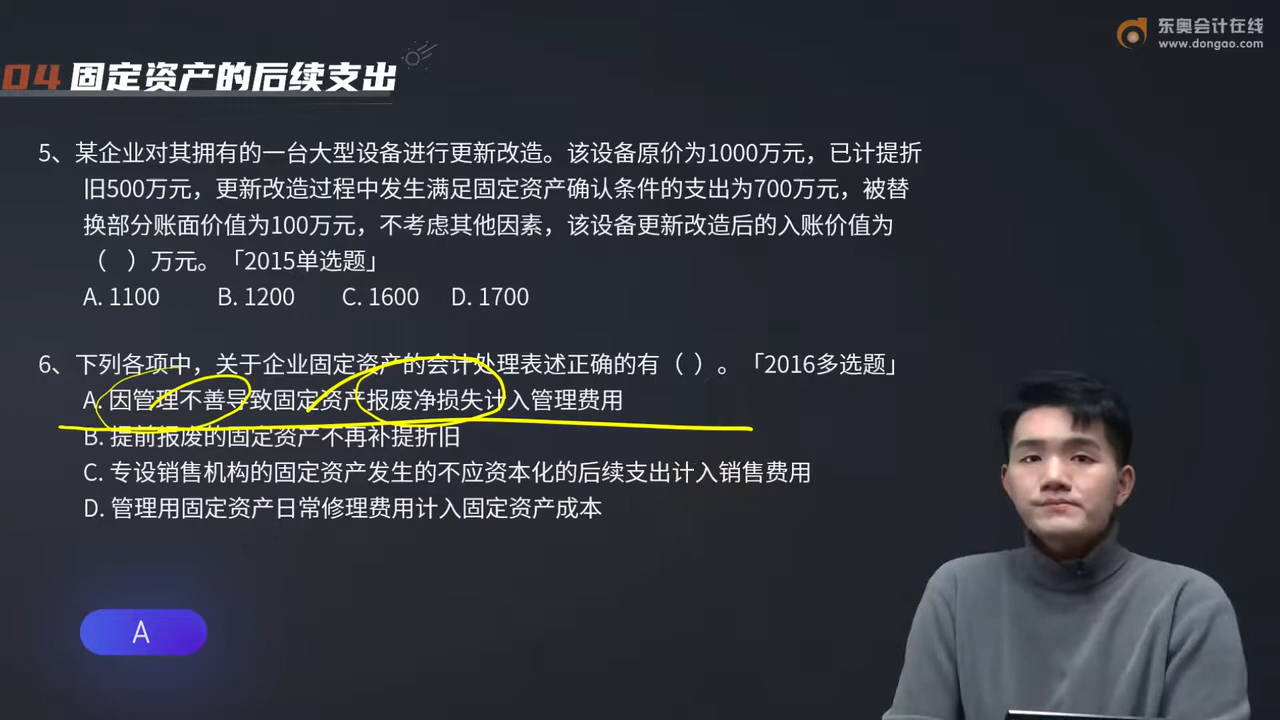 东奥会计在线
www.dongao.com
04 固定资产的后续支出
5、某企业对其拥有的一台大型设备进行更新改造。该设备原价为1000万元，已计提折
旧500万元，更新改造过程中发生满足固定资产确认条件的支出为700万元，被替
换部分账面价值为100万元，不考虑其他因素，该设备更新改造后的入账价值为
（ ）万元。「2015单选题」
A. 1100 B. 1200 C. 1600 D. 1700
6、下列各项中，关于企业固定资产的会计处理表述正确的有（ ）。「2016多选题」
A. 因管理不善导致固定资产报废净损失计入管理费用
B. 提前报废的固定资产不再补提折旧
C. 专设销售机构的固定资产发生的不应资本化的后续支出计入销售费用
D. 管理用固定资产日常修理费用计入固定资产成本
A